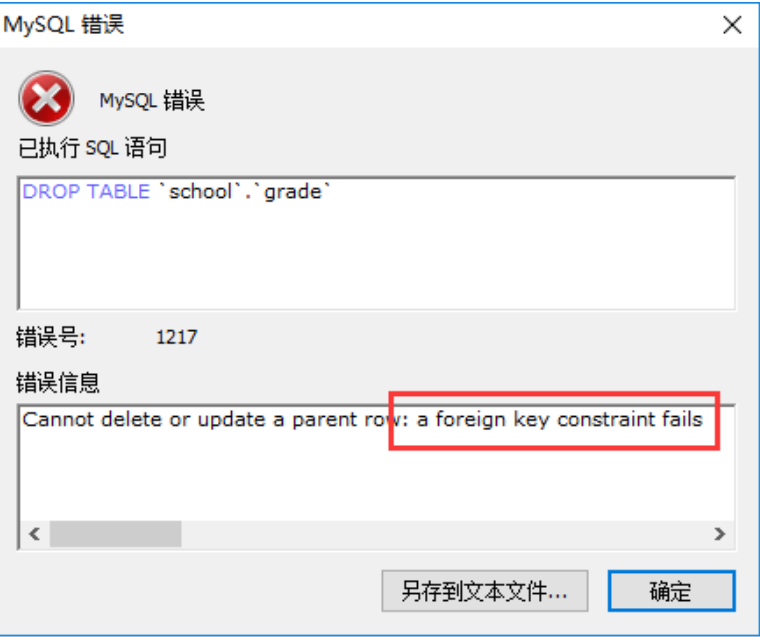 MySQL 错误
MySQL 错误
已执行 SQL 语句
DROP TABLE `school`.`grade`
错误号: 1217
错误信息
Cannot delete or update a parent row: a foreign key constraint fails
另存到文本文件... 确定